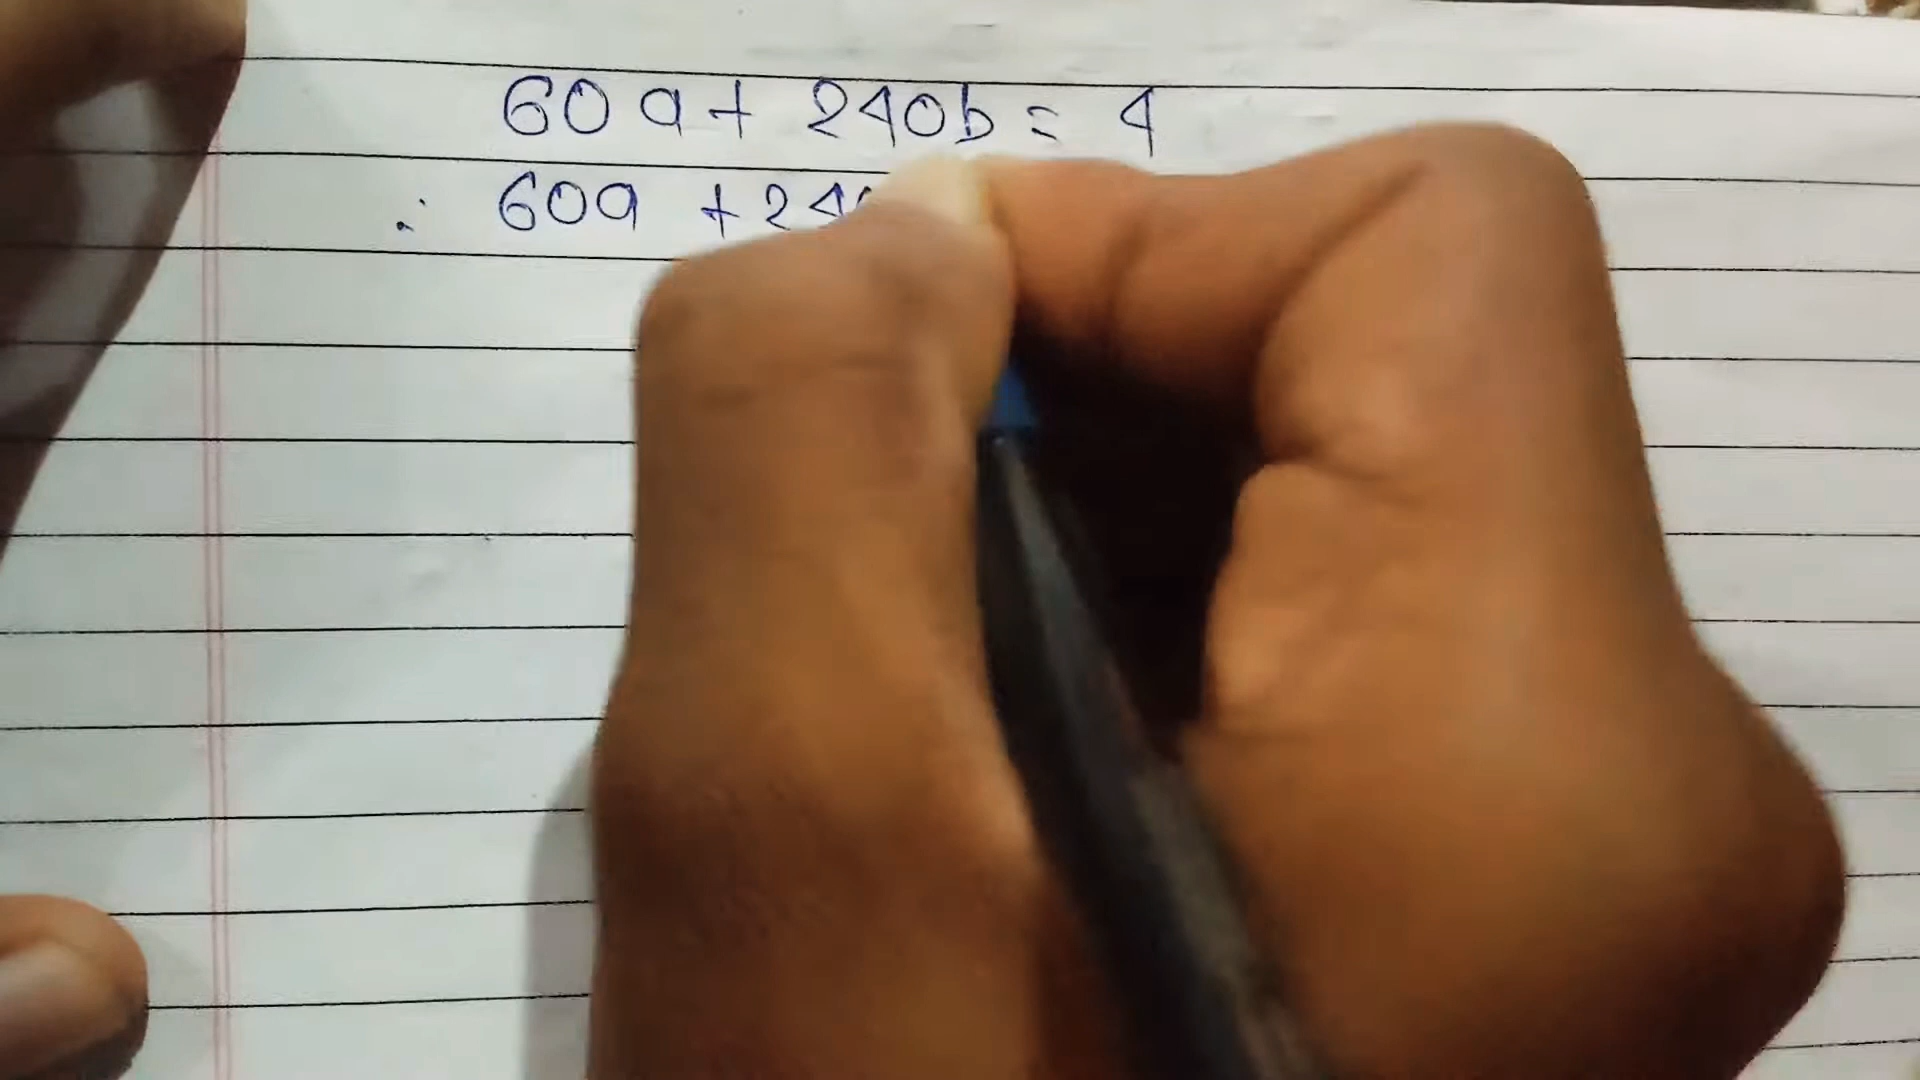 60a + 240b = 4
∴ 60a + 24